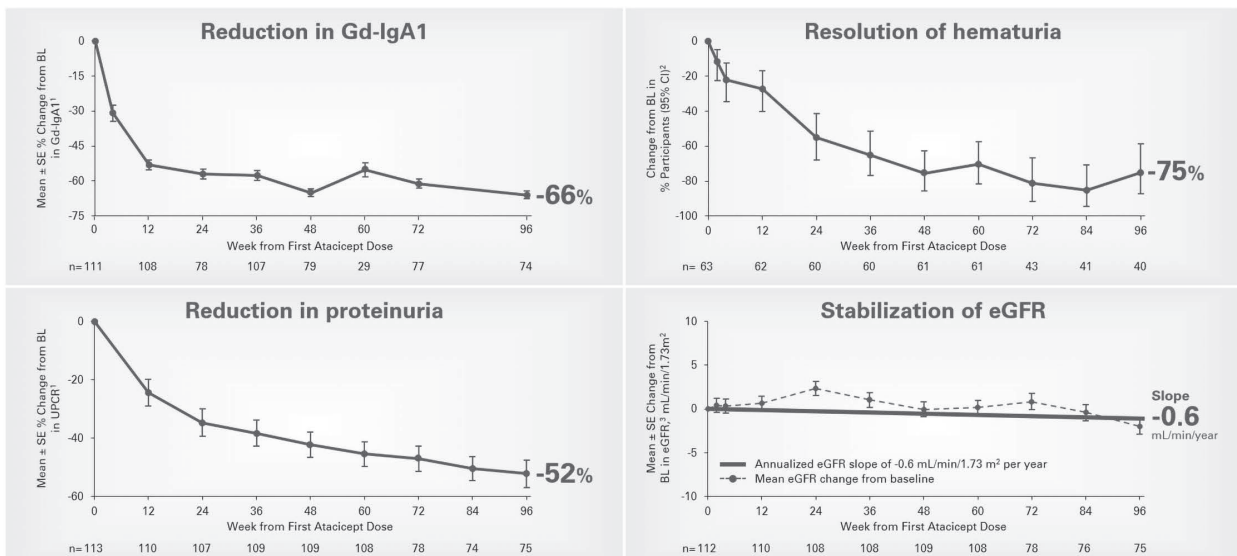 Reduction in Gd-IgA1
Mean ± SE % Change from BL
in Gd-IgA1¹
0
-15
-30
-45
-60
-75
-66%
0 12 24 36 48 60 72 96
Week from First Atacicept Dose
n= 111 108 78 107 79 29 77 74
Resolution of hematuria
Change from BL in
% Participants (95% CI)²
0
-20
-40
-60
-80
-100
-75%
0 12 24 36 48 60 72 84 96
Week from First Atacicept Dose
n= 63 62 60 60 61 61 43 41 40
Reduction in proteinuria
Mean ± SE % Change from BL
in UPCR¹
0
-20
-40
-60
-52%
0 12 24 36 48 60 72 84 96
Week from First Atacicept Dose
n= 113 110 107 109 109 108 78 74 75
Stabilization of eGFR
Mean ± SE Change from
BL in eGFR,³ mL/min/1.73m²
10
5
0
-5
-10
Slope
-0.6
mL/min/year
Annualized eGFR slope of -0.6 mL/min/1.73 m² per year
Mean eGFR change from baseline
0 12 24 36 48 60 72 84 96
Week from First Atacicept Dose
n= 112 110 108 108 109 108 78 76 75